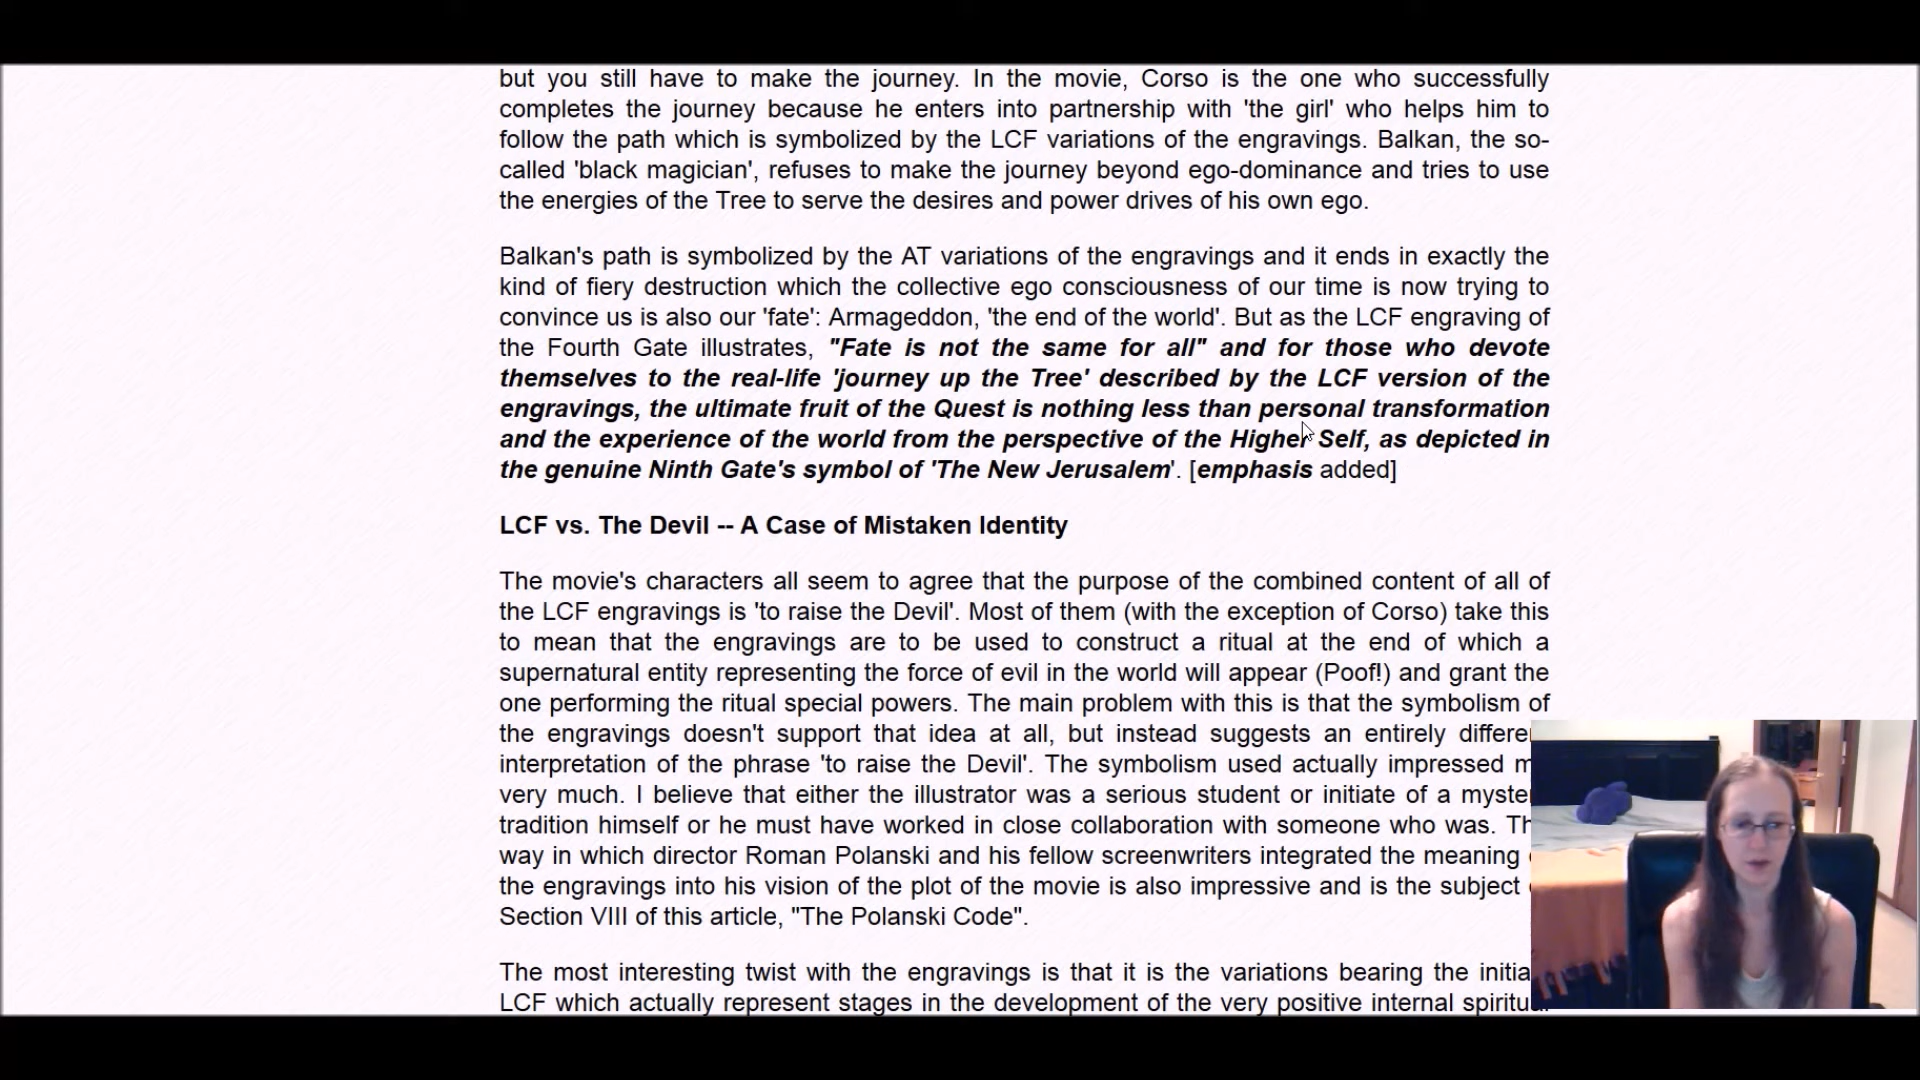 but you still have to make the journey. In the movie, Corso is the one who successfully
completes the journey because he enters into partnership with 'the girl' who helps him to
follow the path which is symbolized by the LCF variations of the engravings. Balkan, the so-
called 'black magician', refuses to make the journey beyond ego-dominance and tries to use
the energies of the Tree to serve the desires and power drives of his own ego.
Balkan's path is symbolized by the AT variations of the engravings and it ends in exactly the
kind of fiery destruction which the collective ego consciousness of our time is now trying to
convince us is also our 'fate': Armageddon, 'the end of the world'. But as the LCF engraving of
the Fourth Gate illustrates, "Fate is not the same for all" and for those who devote
themselves to the real-life 'journey up the Tree' described by the LCF version of the
engravings, the ultimate fruit of the Quest is nothing less than personal transformation
and the experience of the world from the perspective of the Higher Self, as depicted in
the genuine Ninth Gate's symbol of 'The New Jerusalem'. [emphasis added]
LCF vs. The Devil -- A Case of Mistaken Identity
The movie's characters all seem to agree that the purpose of the combined content of all of
the LCF engravings is 'to raise the Devil'. Most of them (with the exception of Corso) take this
to mean that the engravings are to be used to construct a ritual at the end of which a
supernatural entity representing the force of evil in the world will appear (Poof!) and grant the
one performing the ritual special powers. The main problem with this is that the symbolism of
the engravings doesn't support that idea at all, but instead suggests an entirely differen
interpretation of the phrase 'to raise the Devil'. The symbolism used actually impressed m
very much. I believe that either the illustrator was a serious student or initiate of a myster
tradition himself or he must have worked in close collaboration with someone who was. Th
way in which director Roman Polanski and his fellow screenwriters integrated the meaning
the engravings into his vision of the plot of the movie is also impressive and is the subject
Section VIII of this article, "The Polanski Code".
The most interesting twist with the engravings is that it is the variations bearing the initia
LCF which actually represent stages in the development of the very positive internal spiritu